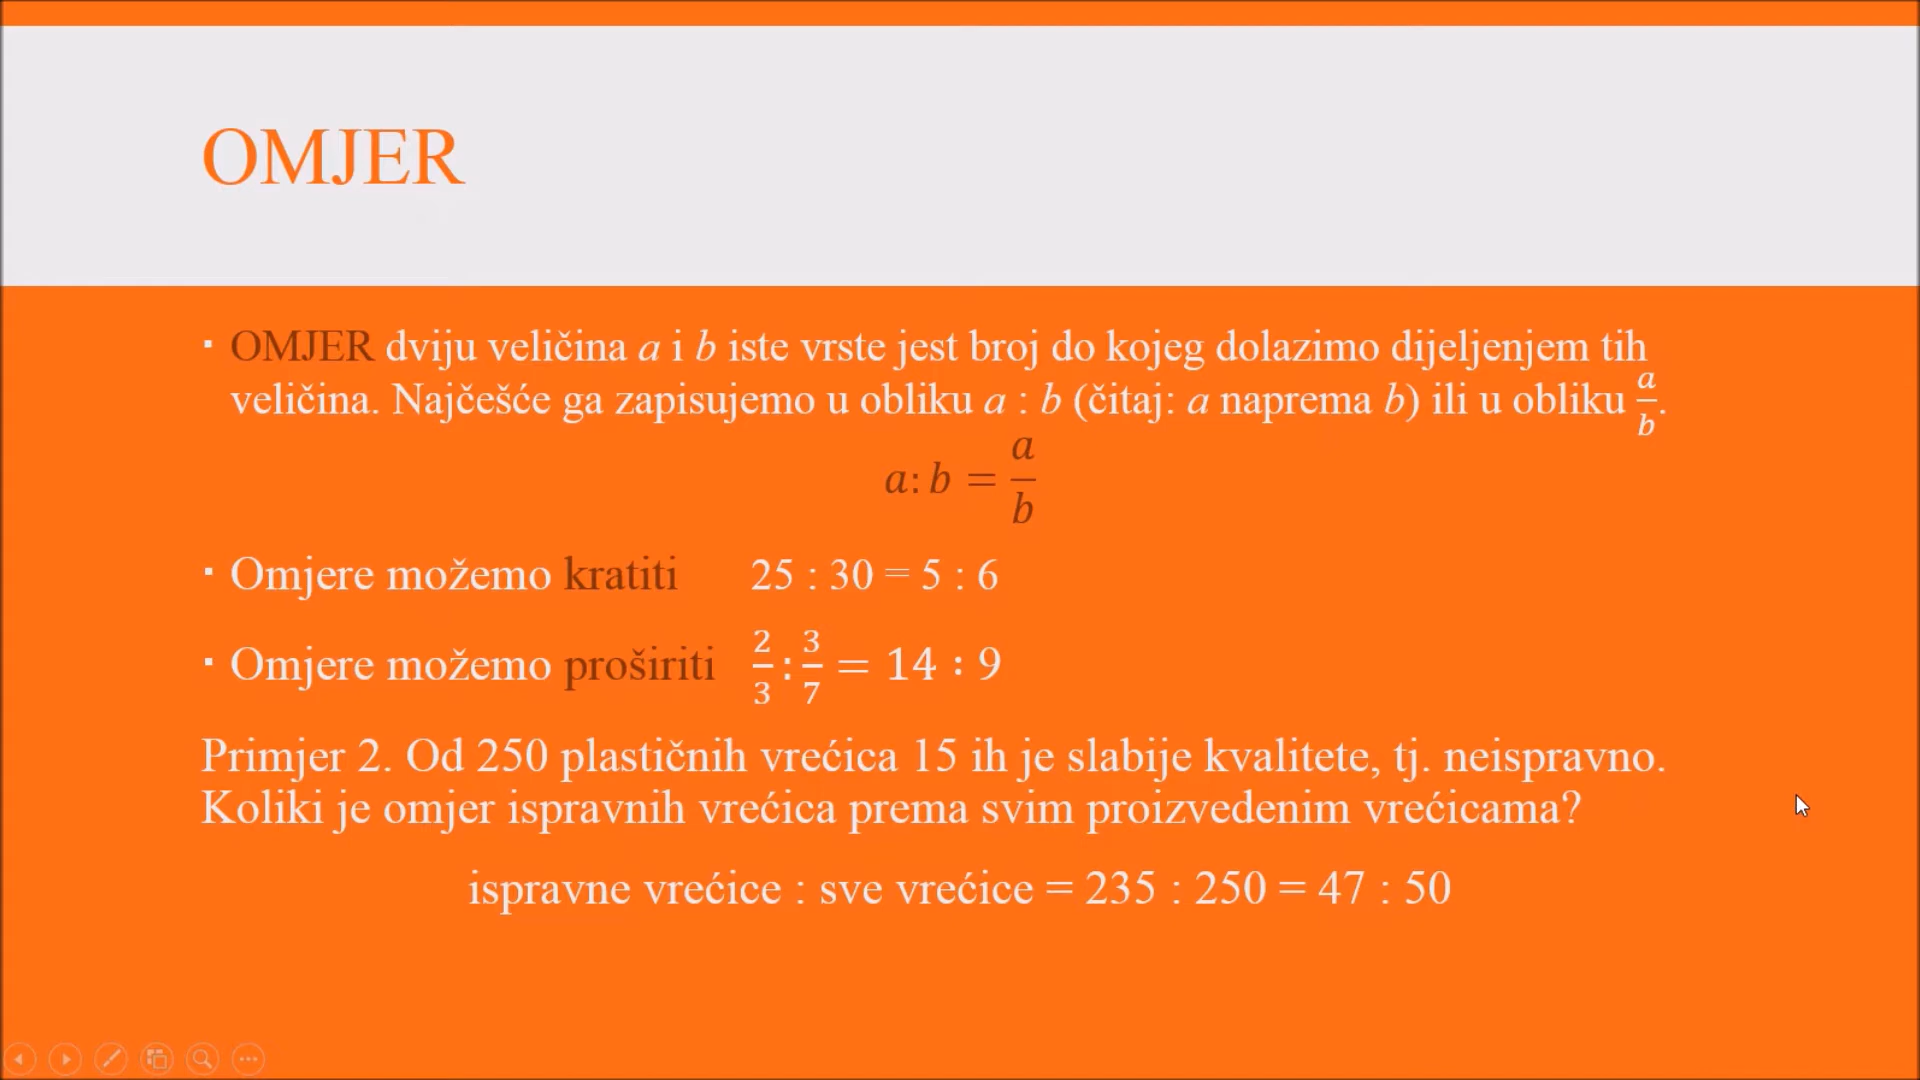 OMJER
▪ OMJER dviju veličina a i b iste vrste jest broj do kojeg dolazimo dijeljenjem tih
veličina. Najčešće ga zapisujemo u obliku a : b (čitaj: a naprema b) ili u obliku a/b.
a: b = a/b
▪ Omjere možemo kratiti 25 : 30 = 5 : 6
▪ Omjere možemo proširiti 2/3 : 3/7 = 14 : 9
Primjer 2. Od 250 plastičnih vrećica 15 ih je slabije kvalitete, tj. neispravno.
Koliki je omjer ispravnih vrećica prema svim proizvedenim vrećicama?
ispravne vrećice : sve vrećice = 235 : 250 = 47 : 50